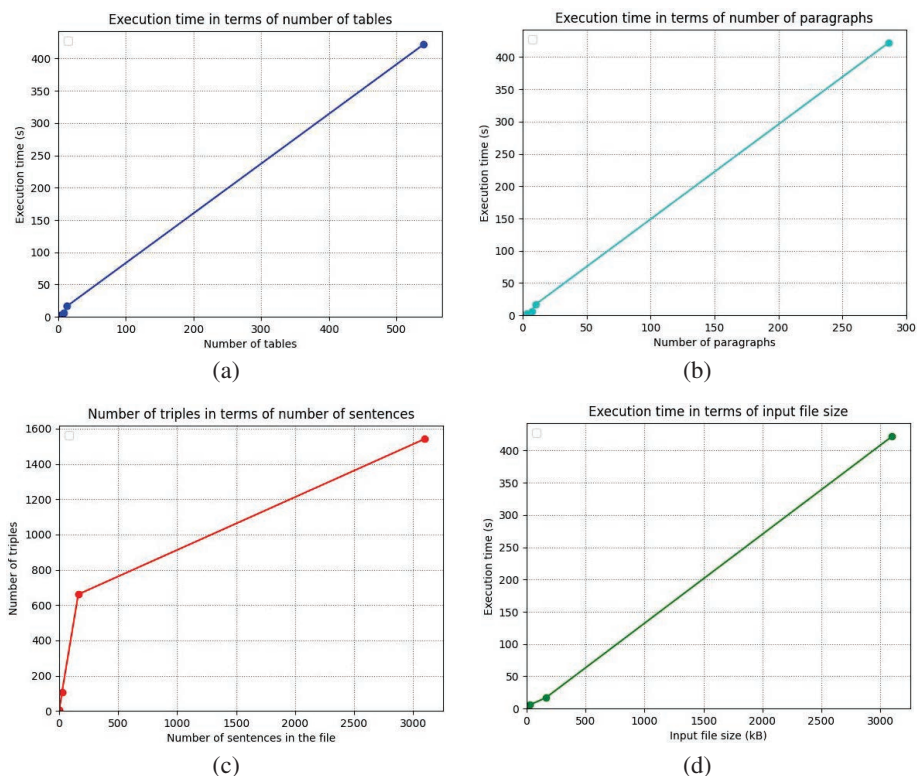 Execution time in terms of number of tables
400
350
300
250
200
150
100
50
0
Execution time (s)
0 100 200 300 400 500
Number of tables
(a)
Execution time in terms of number of paragraphs
400
350
300
250
200
150
100
50
0
Execution time (s)
0 50 100 150 200 250 300
Number of paragraphs
(b)
Number of triples in terms of number of sentences
1600
1400
1200
1000
800
600
400
200
0
Number of triples
0 500 1000 1500 2000 2500 3000
Number of sentences in the file
(c)
Execution time in terms of input file size
400
350
300
250
200
150
100
50
0
Execution time (s)
0 500 1000 1500 2000 2500 3000
Input file size (kB)
(d)